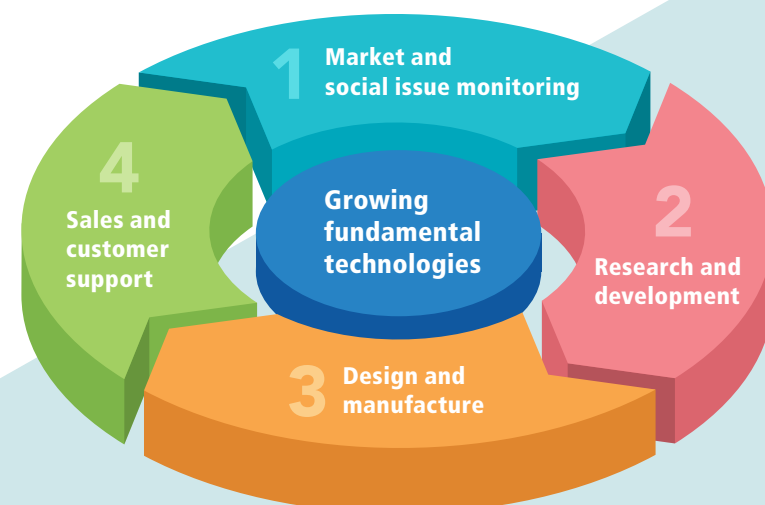 1
Market and
social issue monitoring
2
Research and
development
3
Design and
manufacture
4
Sales and
customer
support
Growing
fundamental
technologies